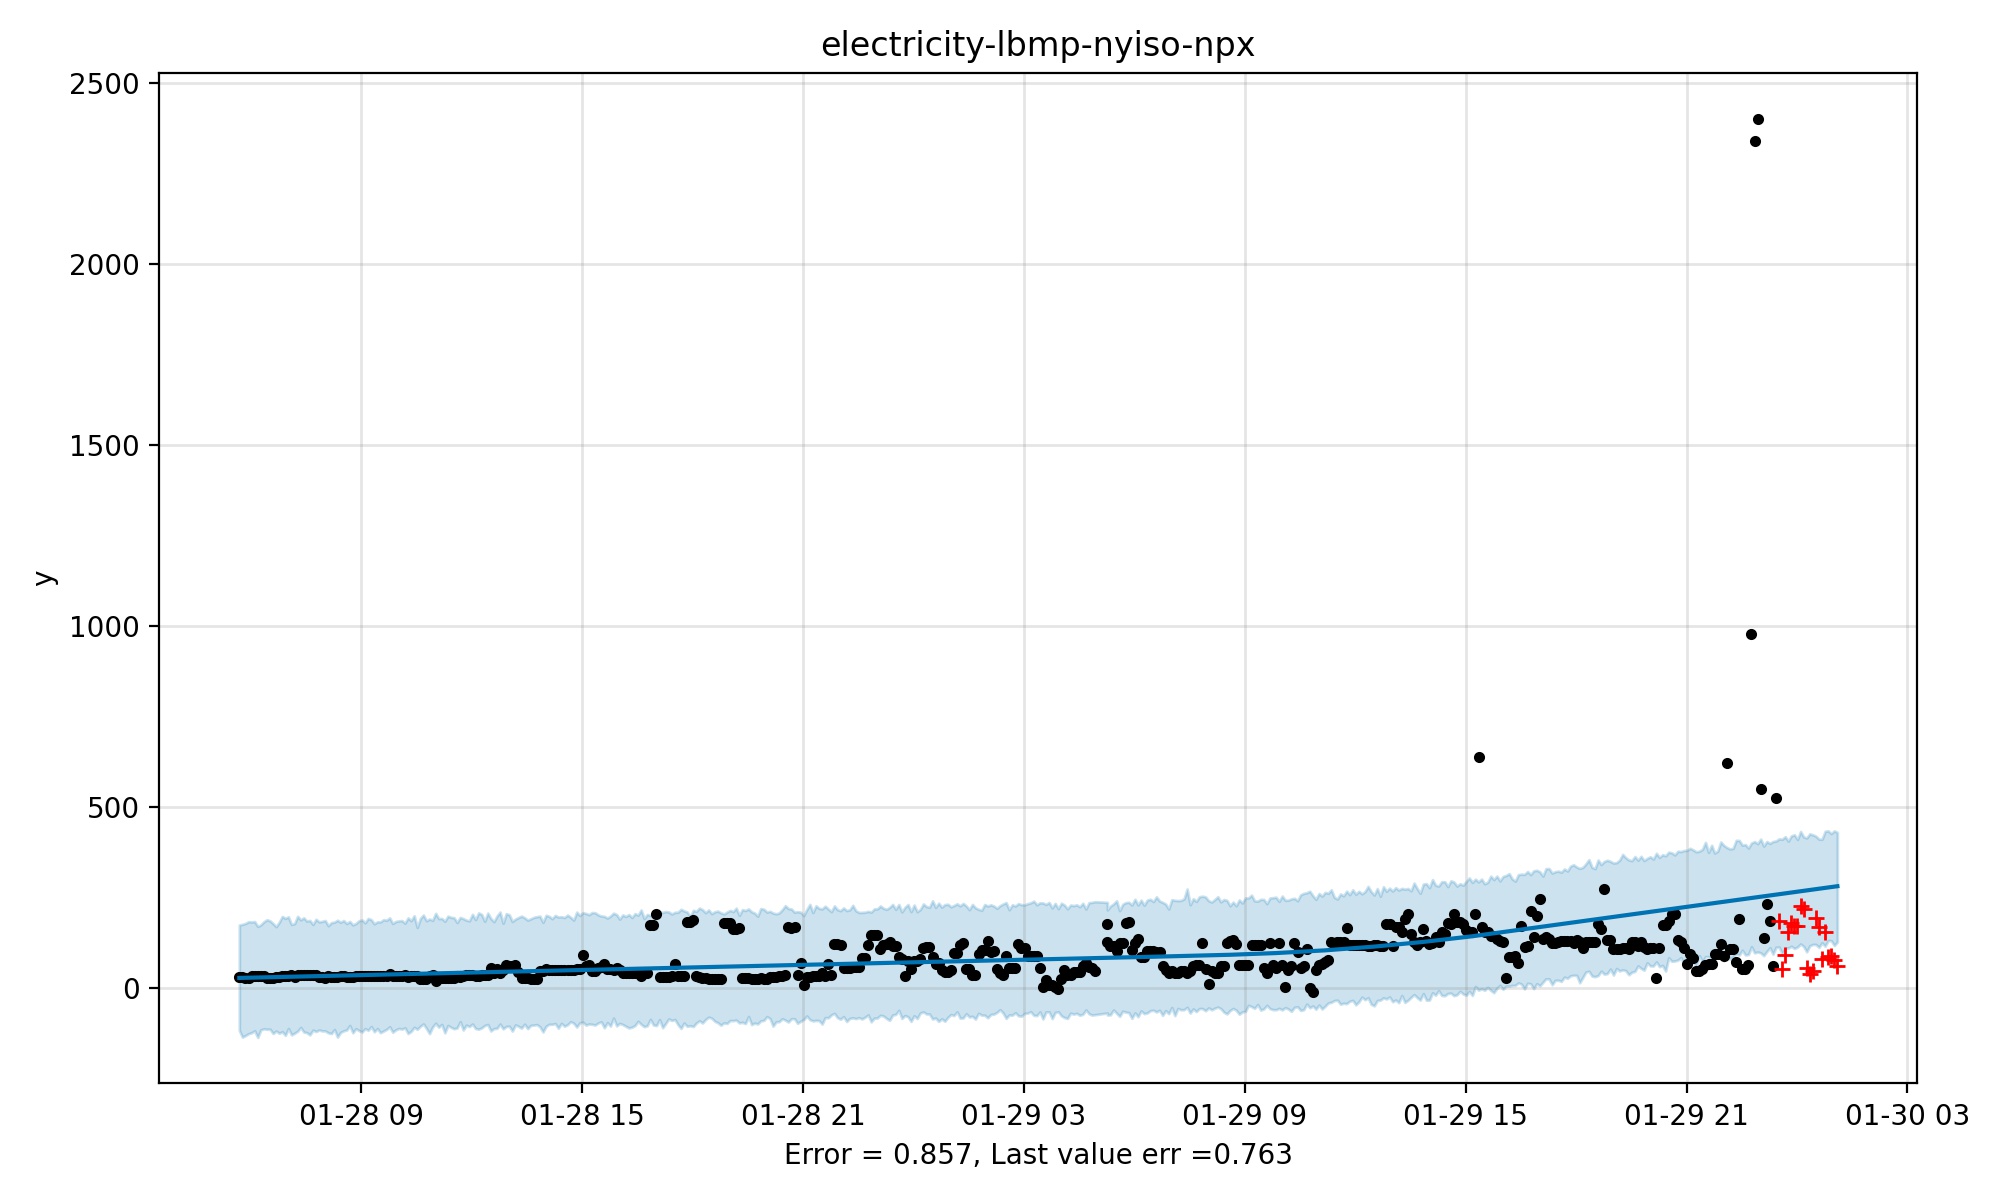 electricity-lbmp-nyiso-npx
2500
2000
1500
1000
500
0
y
01-28 09 01-28 15 01-28 21 01-29 03 01-29 09 01-29 15 01-29 21 01-30 03
Error = 0.857, Last value err =0.763